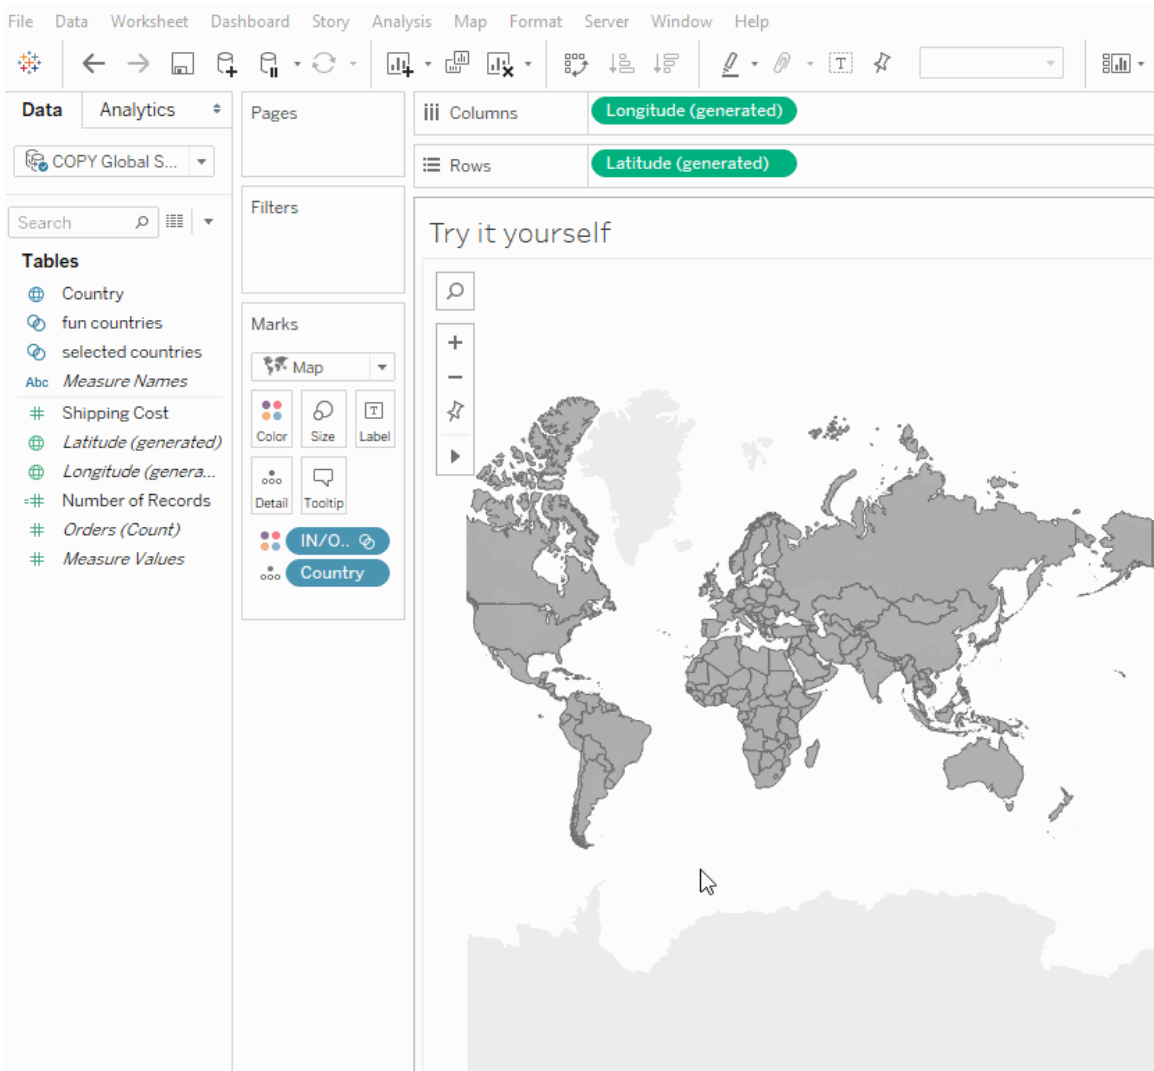 File Data Worksheet Dashboard Story Analysis Map Format Server Window Help
Data Analytics
COPY Global S...
Search
Tables
Country
fun countries
selected countries
Abc Measure Names
Shipping Cost
Latitude (generated)
Longitude (genera...
Number of Records
Orders (Count)
Measure Values
Pages
Filters
Marks
Map
Color Size Label
Detail Tooltip
IN/O..
Country
Columns Longitude (generated)
Rows Latitude (generated)
Try it yourself